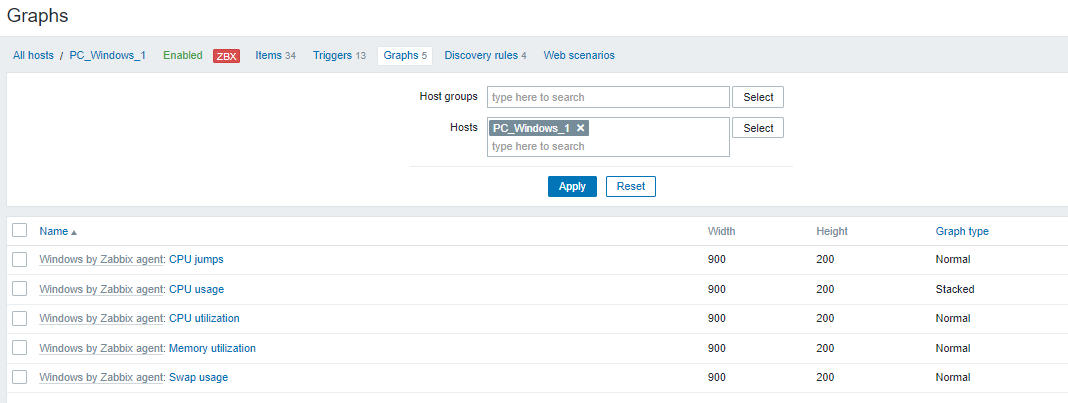 Graphs
All hosts / PC_Windows_1 Enabled ZBX Items 34 Triggers 13 Graphs 5 Discovery rules 4 Web scenarios
Host groups type here to search Select
Hosts PC_Windows_1 ✕ Select
type here to search
Apply Reset
Name ▲ Width Height Graph type
Windows by Zabbix agent: CPU jumps 900 200 Normal
Windows by Zabbix agent: CPU usage 900 200 Stacked
Windows by Zabbix agent: CPU utilization 900 200 Normal
Windows by Zabbix agent: Memory utilization 900 200 Normal
Windows by Zabbix agent: Swap usage 900 200 Normal